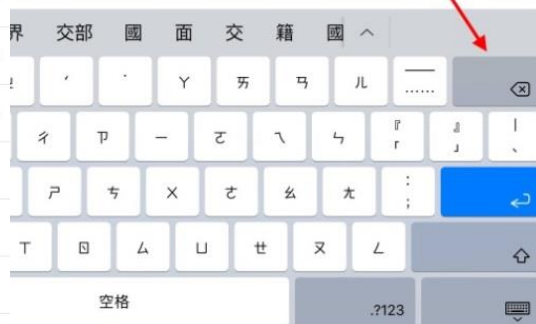 界 交部 國 面 交 籍 國
ˊ ˙ ㄚ ㄞ ㄢ ㄦ —— ……
ㄔ ㄗ ㄧ ㄛ ㄟ ㄣ 『 「 』 」 | 、
ㄕ ㄘ ㄨ ㄜ ㄠ ㄤ : ;
ㄒ ㄖ ㄙ ㄩ ㄝ ㄡ ㄥ
空格 .?123